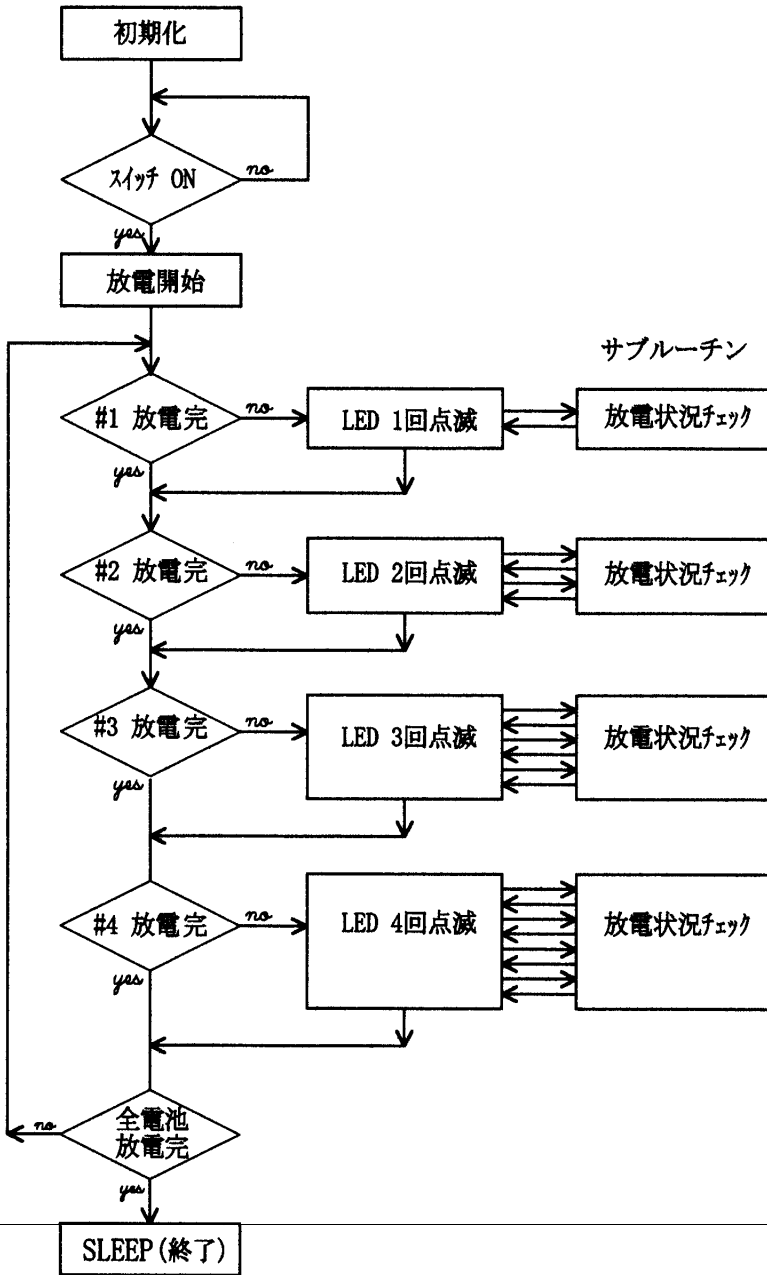 初期化
スイッチ ON
no
yes
放電開始
サブルーチン
#1 放電完
no
LED 1回点滅
放電状況チェック
yes
#2 放電完
no
LED 2回点滅
放電状況チェック
yes
#3 放電完
no
LED 3回点滅
放電状況チェック
yes
#4 放電完
no
LED 4回点滅
放電状況チェック
yes
全電池
放電完
no
yes
SLEEP(終了)